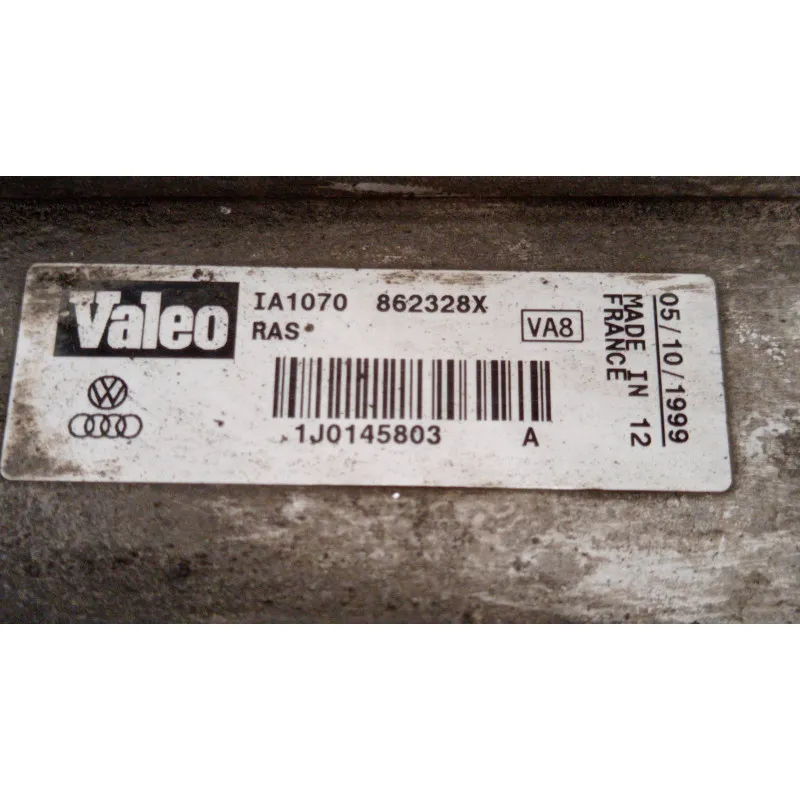 Valeo
IA1070 862328X
RAS
VA8
1J0145803 A
05/10/1999
MADE IN 12
FRANCE